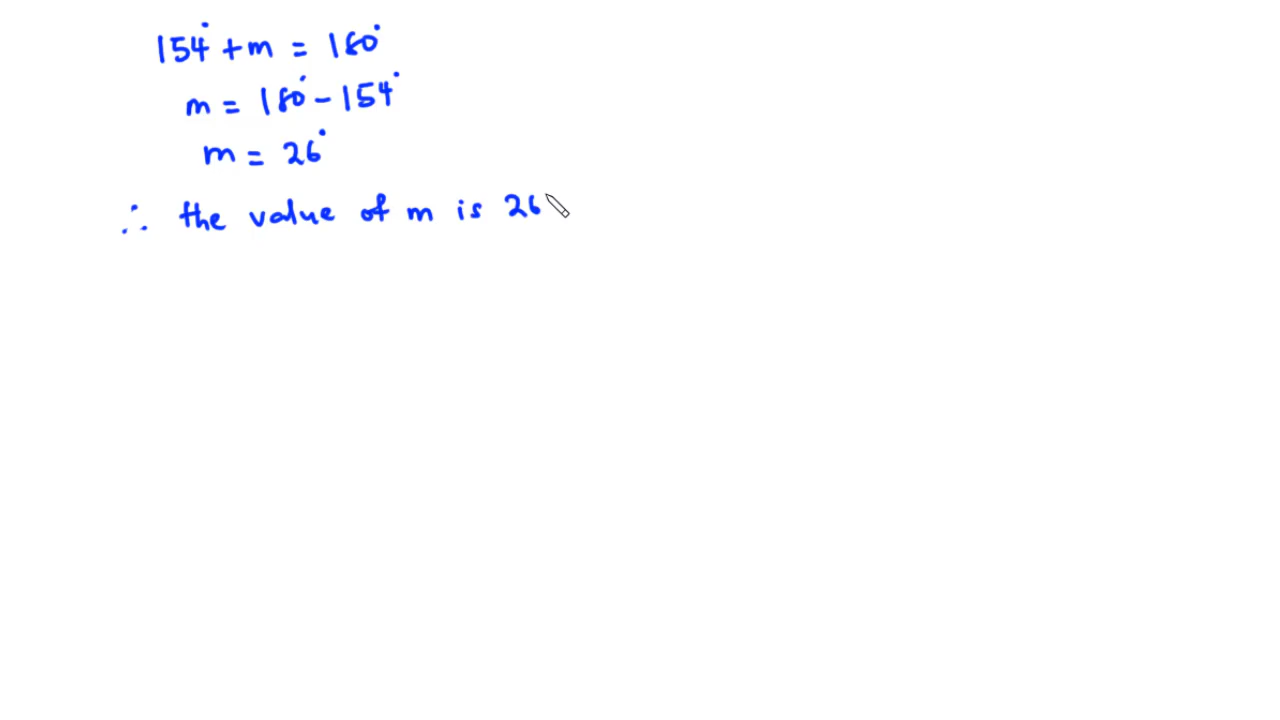 154° + m = 180°
m = 180° - 154°
m = 26°
∴ the value of m is 26